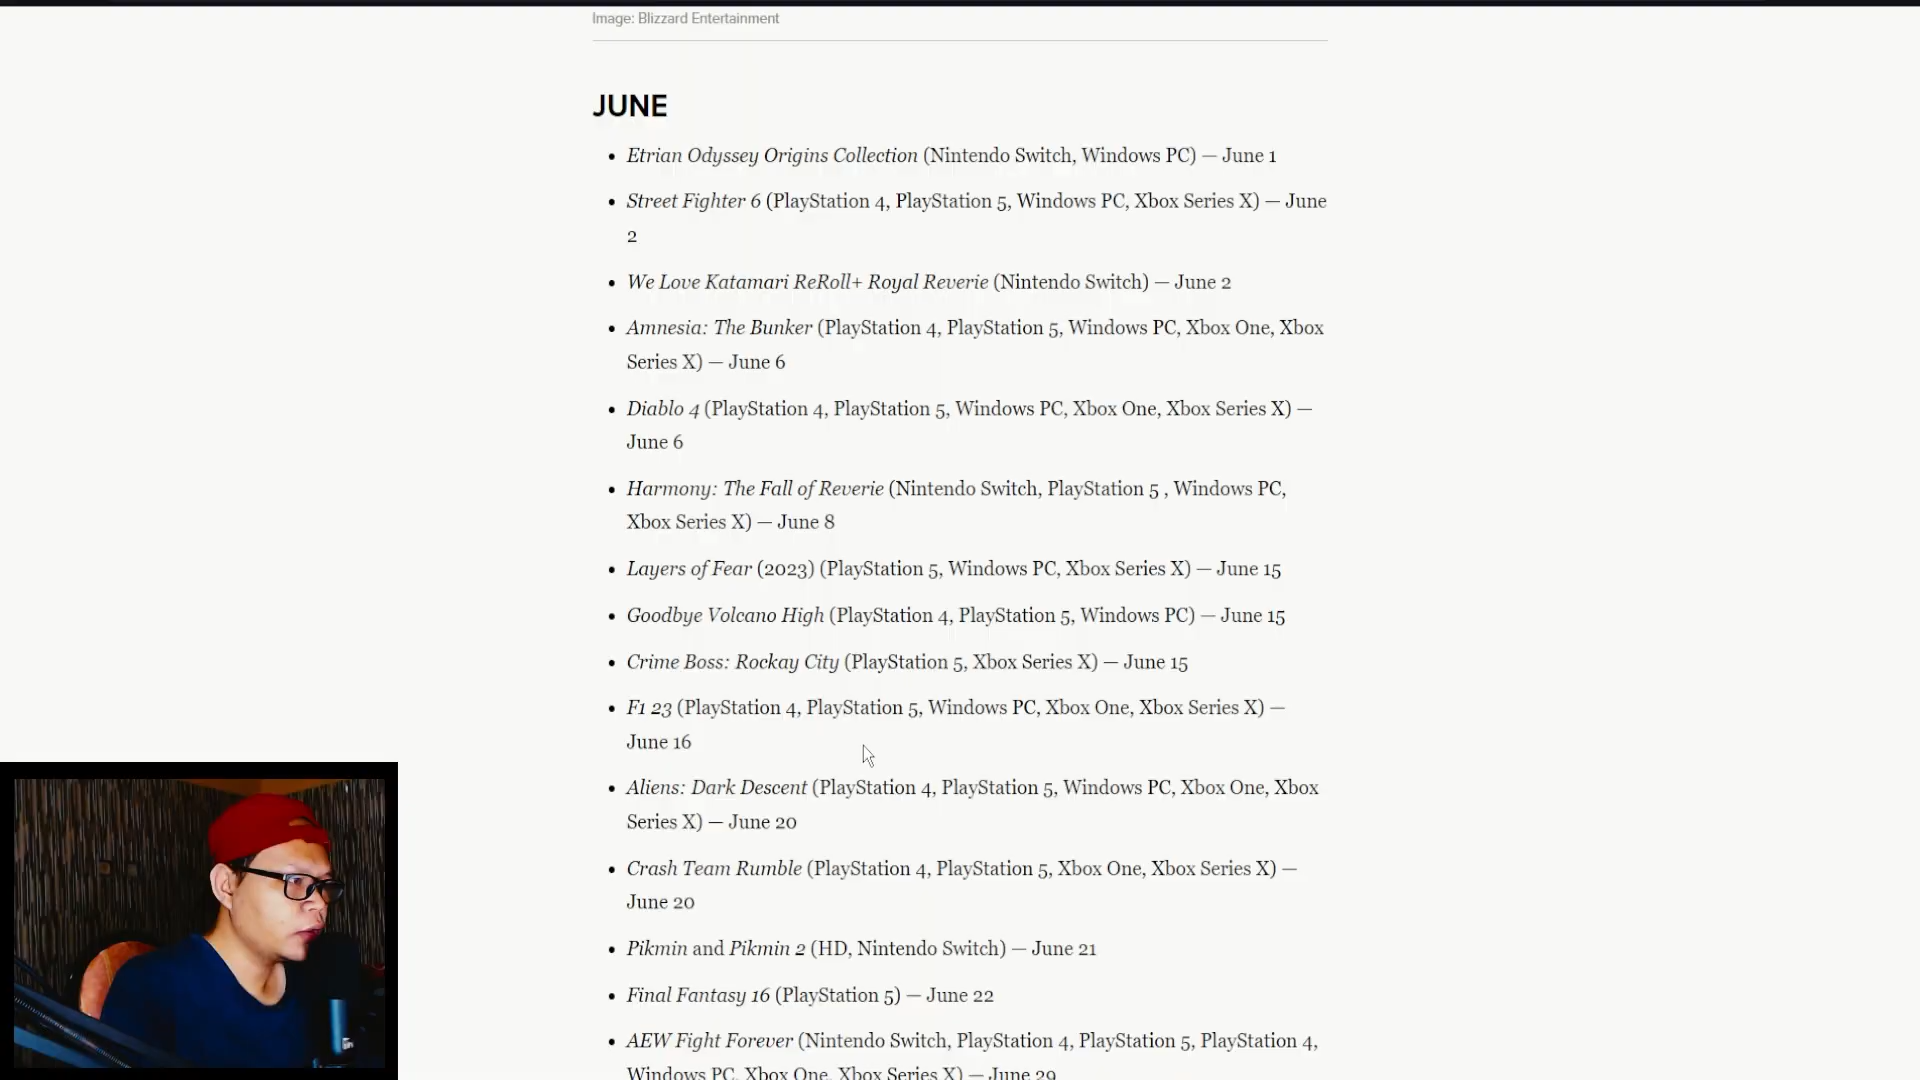 Image: Blizzard Entertainment
JUNE
• Etrian Odyssey Origins Collection (Nintendo Switch, Windows PC) — June 1
• Street Fighter 6 (PlayStation 4, PlayStation 5, Windows PC, Xbox Series X) — June
2
• We Love Katamari ReRoll+ Royal Reverie (Nintendo Switch) — June 2
• Amnesia: The Bunker (PlayStation 4, PlayStation 5, Windows PC, Xbox One, Xbox
Series X) — June 6
• Diablo 4 (PlayStation 4, PlayStation 5, Windows PC, Xbox One, Xbox Series X) —
June 6
• Harmony: The Fall of Reverie (Nintendo Switch, PlayStation 5 , Windows PC,
Xbox Series X) — June 8
• Layers of Fear (2023) (PlayStation 5, Windows PC, Xbox Series X) — June 15
• Goodbye Volcano High (PlayStation 4, PlayStation 5, Windows PC) — June 15
• Crime Boss: Rockay City (PlayStation 5, Xbox Series X) — June 15
• F1 23 (PlayStation 4, PlayStation 5, Windows PC, Xbox One, Xbox Series X) —
June 16
• Aliens: Dark Descent (PlayStation 4, PlayStation 5, Windows PC, Xbox One, Xbox
Series X) — June 20
• Crash Team Rumble (PlayStation 4, PlayStation 5, Xbox One, Xbox Series X) —
June 20
• Pikmin and Pikmin 2 (HD, Nintendo Switch) — June 21
• Final Fantasy 16 (PlayStation 5) — June 22
• AEW Fight Forever (Nintendo Switch, PlayStation 4, PlayStation 5, PlayStation 4,
Windows PC, Xbox One, Xbox Series X) — June 29